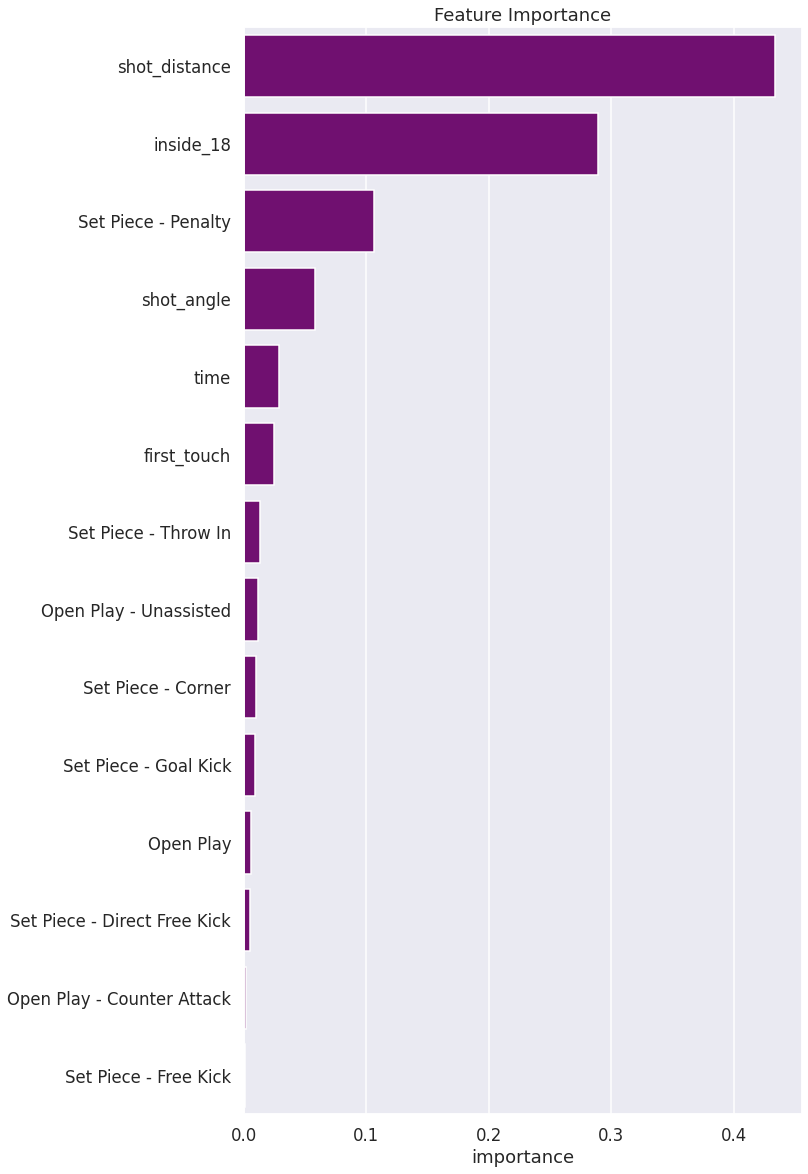 Feature Importance
shot_distance
inside_18
Set Piece - Penalty
shot_angle
time
first_touch
Set Piece - Throw In
Open Play - Unassisted
Set Piece - Corner
Set Piece - Goal Kick
Open Play
Set Piece - Direct Free Kick
Open Play - Counter Attack
Set Piece - Free Kick
0.0 0.1 0.2 0.3 0.4
importance